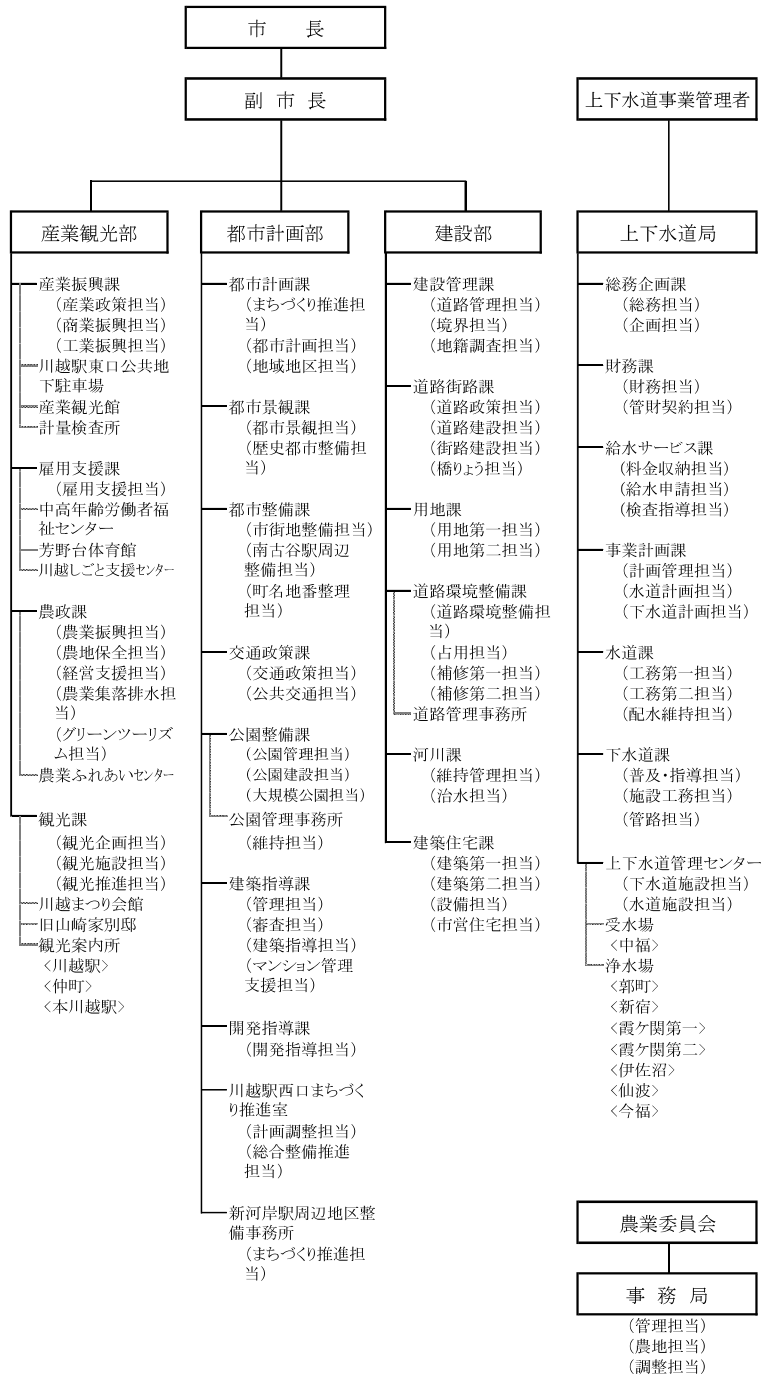 市　　長
副　市　長
上下水道事業管理者
産業観光部
産業振興課
（産業政策担当）
（商業振興担当）
（工業振興担当）
川越駅東口公共地
下駐車場
産業観光館
計量検査所
雇用支援課
（雇用支援担当）
中高年齢労働者福
祉センター
芳野台体育館
川越しごと支援センター
農政課
（農業振興担当）
（農地保全担当）
（経営支援担当）
（農業集落排水担
当）
（グリーンツーリズ
ム担当）
農業ふれあいセンター
観光課
（観光企画担当）
（観光施設担当）
（観光推進担当）
川越まつり会館
旧山崎家別邸
観光案内所
＜川越駅＞
＜仲町＞
＜本川越駅＞
都市計画部
都市計画課
（まちづくり推進担
当）
（都市計画担当）
（地域地区担当）
都市景観課
（都市景観担当）
（歴史都市整備担
当）
都市整備課
（市街地整備担当）
（南古谷駅周辺
整備担当）
（町名地番整理
担当）
交通政策課
（交通政策担当）
（公共交通担当）
公園整備課
（公園管理担当）
（公園建設担当）
（大規模公園担当）
公園管理事務所
（維持担当）
建築指導課
（管理担当）
（審査担当）
（建築指導担当）
（マンション管理
支援担当）
開発指導課
（開発指導担当）
川越駅西口まちづく
り推進室
（計画調整担当）
（総合整備推進
担当）
新河岸駅周辺地区整
備事務所
（まちづくり推進担
当）
建設部
建設管理課
（道路管理担当）
（境界担当）
（地籍調査担当）
道路街路課
（道路政策担当）
（道路建設担当）
（街路建設担当）
（橋りょう担当）
用地課
（用地第一担当）
（用地第二担当）
道路環境整備課
（道路環境整備担
当）
（占用担当）
（補修第一担当）
（補修第二担当）
道路管理事務所
河川課
（維持管理担当）
（治水担当）
建築住宅課
（建築第一担当）
（建築第二担当）
（設備担当）
（市営住宅担当）
上下水道局
総務企画課
（総務担当）
（企画担当）
財務課
（財務担当）
（管財契約担当）
給水サービス課
（料金収納担当）
（給水申請担当）
（検査指導担当）
事業計画課
（計画管理担当）
（水道計画担当）
（下水道計画担当）
水道課
（工務第一担当）
（工務第二担当）
（配水維持担当）
下水道課
（普及・指導担当）
（施設工務担当）
（管路担当）
上下水道管理センター
（下水道施設担当）
（水道施設担当）
受水場
＜中福＞
浄水場
＜郭町＞
＜新宿＞
＜霞ケ関第一＞
＜霞ケ関第二＞
＜伊佐沼＞
＜仙波＞
＜今福＞
農業委員会
事　務　局
（管理担当）
（農地担当）
（調整担当）